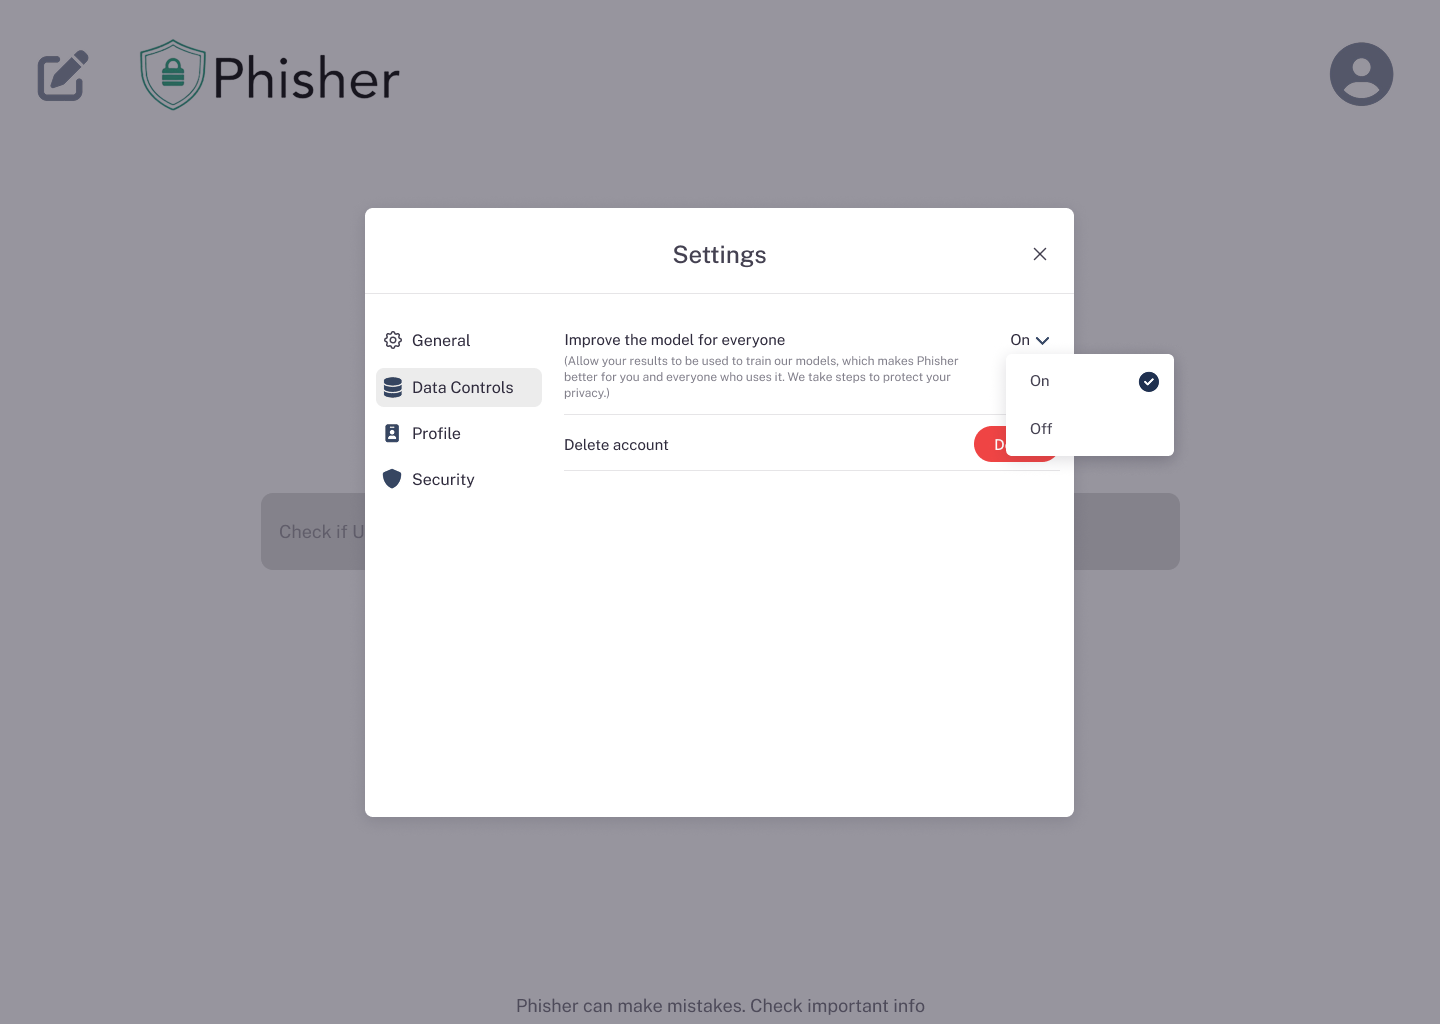 Phisher
Settings
General
Data Controls
Profile
Security
Improve the model for everyone
On
(Allow your results to be used to train our models, which makes Phisher
better for you and everyone who uses it. We take steps to protect your
privacy.)
On
Off
Delete account
Check if
Phisher can make mistakes. Check important info